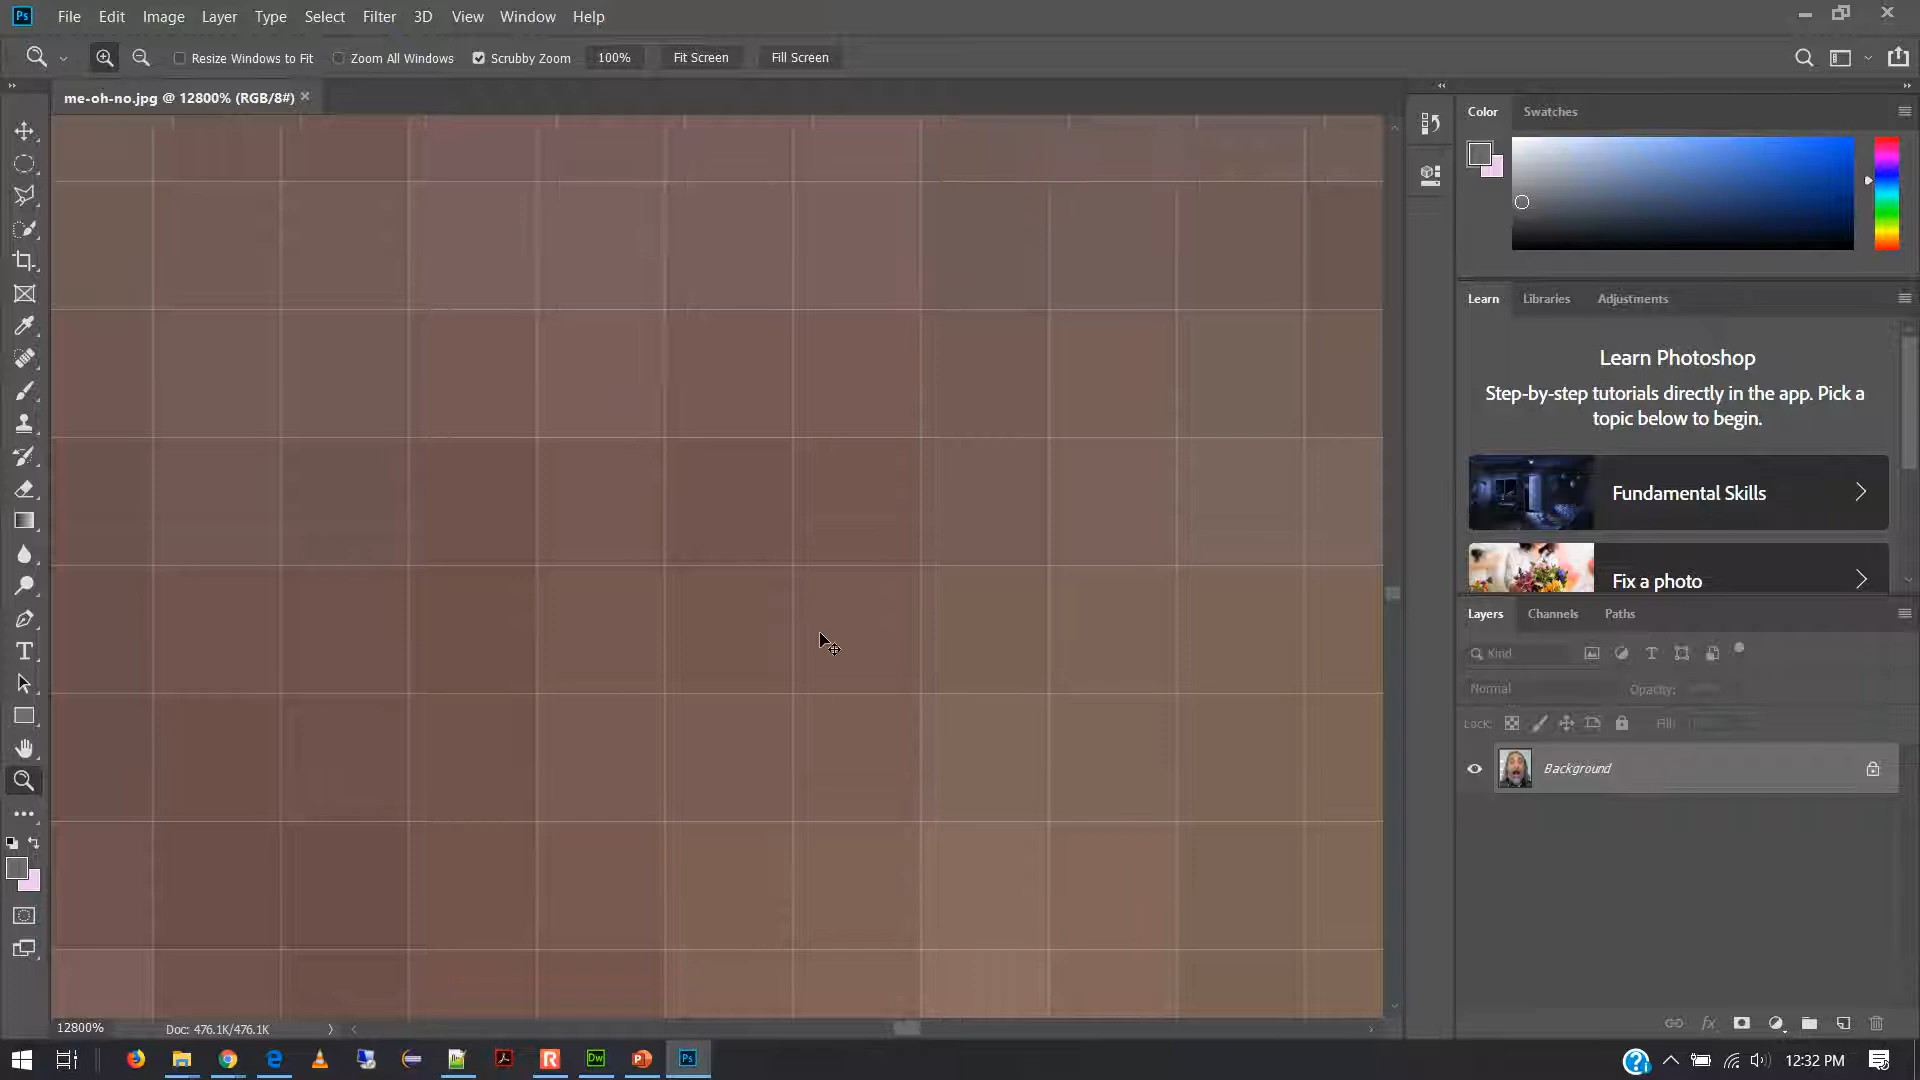 Ps File Edit Image Layer Type Select Filter 3D View Window Help
Resize Windows to Fit Zoom All Windows Scrubby Zoom 100% Fit Screen Fill Screen
me-oh-no.jpg @ 12800% (RGB/8#) ×
Color Swatches
Learn Libraries Adjustments
Learn Photoshop
Step-by-step tutorials directly in the app. Pick a
topic below to begin.
Fundamental Skills
Fix a photo
Layers Channels Paths
Kind
Normal Opacity:
Lock: Fill:
Background
fx
12800% Doc: 476.1K/476.1K
Dw Ps 12:32 PM